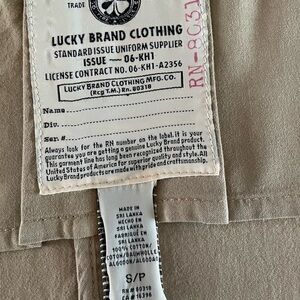 TRADE
LUCKY BRAND CLOTHING
STANDARD ISSUE UNIFORM SUPPLIER
ISSUE — 06-KH1
LICENSE CONTRACT NO. 06-KH1-A2356
LUCKY BRAND CLOTHING MFG. CO.
(Reg T.M.) Rn. 80318
Name
Div.
Ser.#
Always look for the RN number on the label, it is your
guarantee you are getting a genuine Lucky Brand product.
This garment line has long been recognized throughout the
United States of America for superior quality and style. All
Lucky Brand products are made with pride and craftsmanship.
RN-8031
MADE IN
SRI LANKA
HECHO EN
SRI LANKA
FABRIQUÉ EN
SRI LANKA
100% COTTON/
COTON/BAUMWOLLE/
S/P
RN# 80318